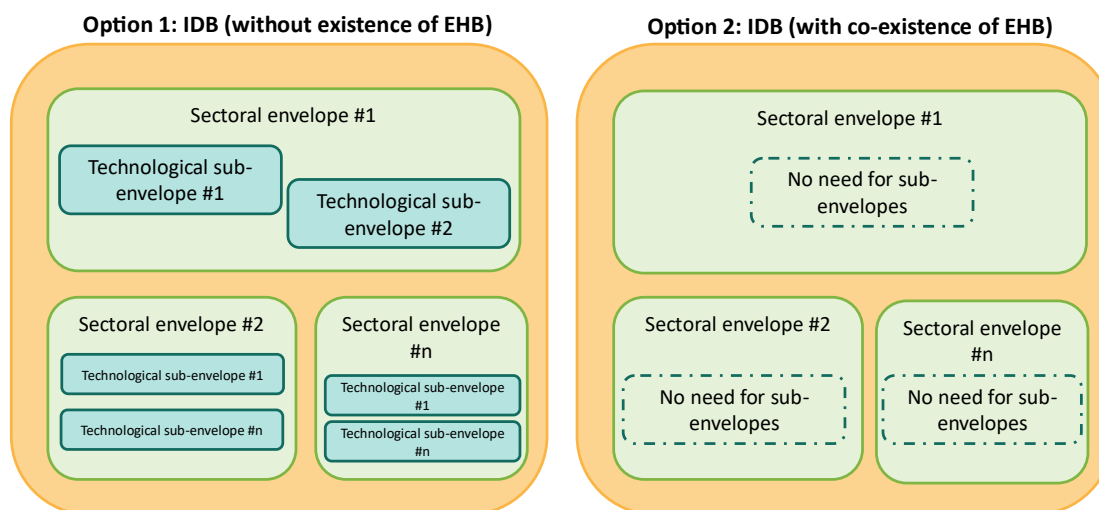 Option 1: IDB (without existence of EHB)
Sectoral envelope #1
Technological sub-
envelope #1
Technological sub-
envelope #2
Sectoral envelope #2
Technological sub-envelope #1
Technological sub-envelope #n
Sectoral envelope
#n
Technological sub-envelope
#1
Technological sub-envelope
#n
Option 2: IDB (with co-existence of EHB)
Sectoral envelope #1
No need for sub-
envelopes
Sectoral envelope #2
No need for sub-
envelopes
Sectoral envelope
#n
No need for sub-
envelopes